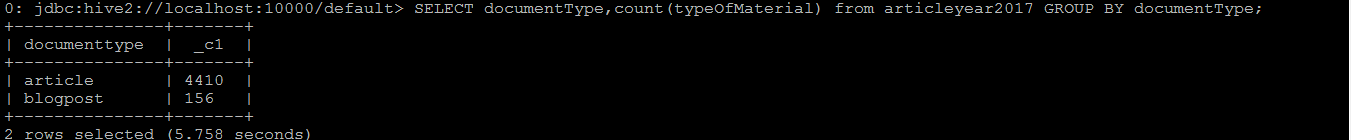 0: jdbc:hive2://localhost:10000/default> SELECT documentType,count(typeOfMaterial) from articleyear2017 GROUP BY documentType;
+---------------+-------+
| documenttype  |  _c1  |
+---------------+-------+
| article       | 4410  |
| blogpost      | 156   |
+---------------+-------+
2 rows selected (5.758 seconds)